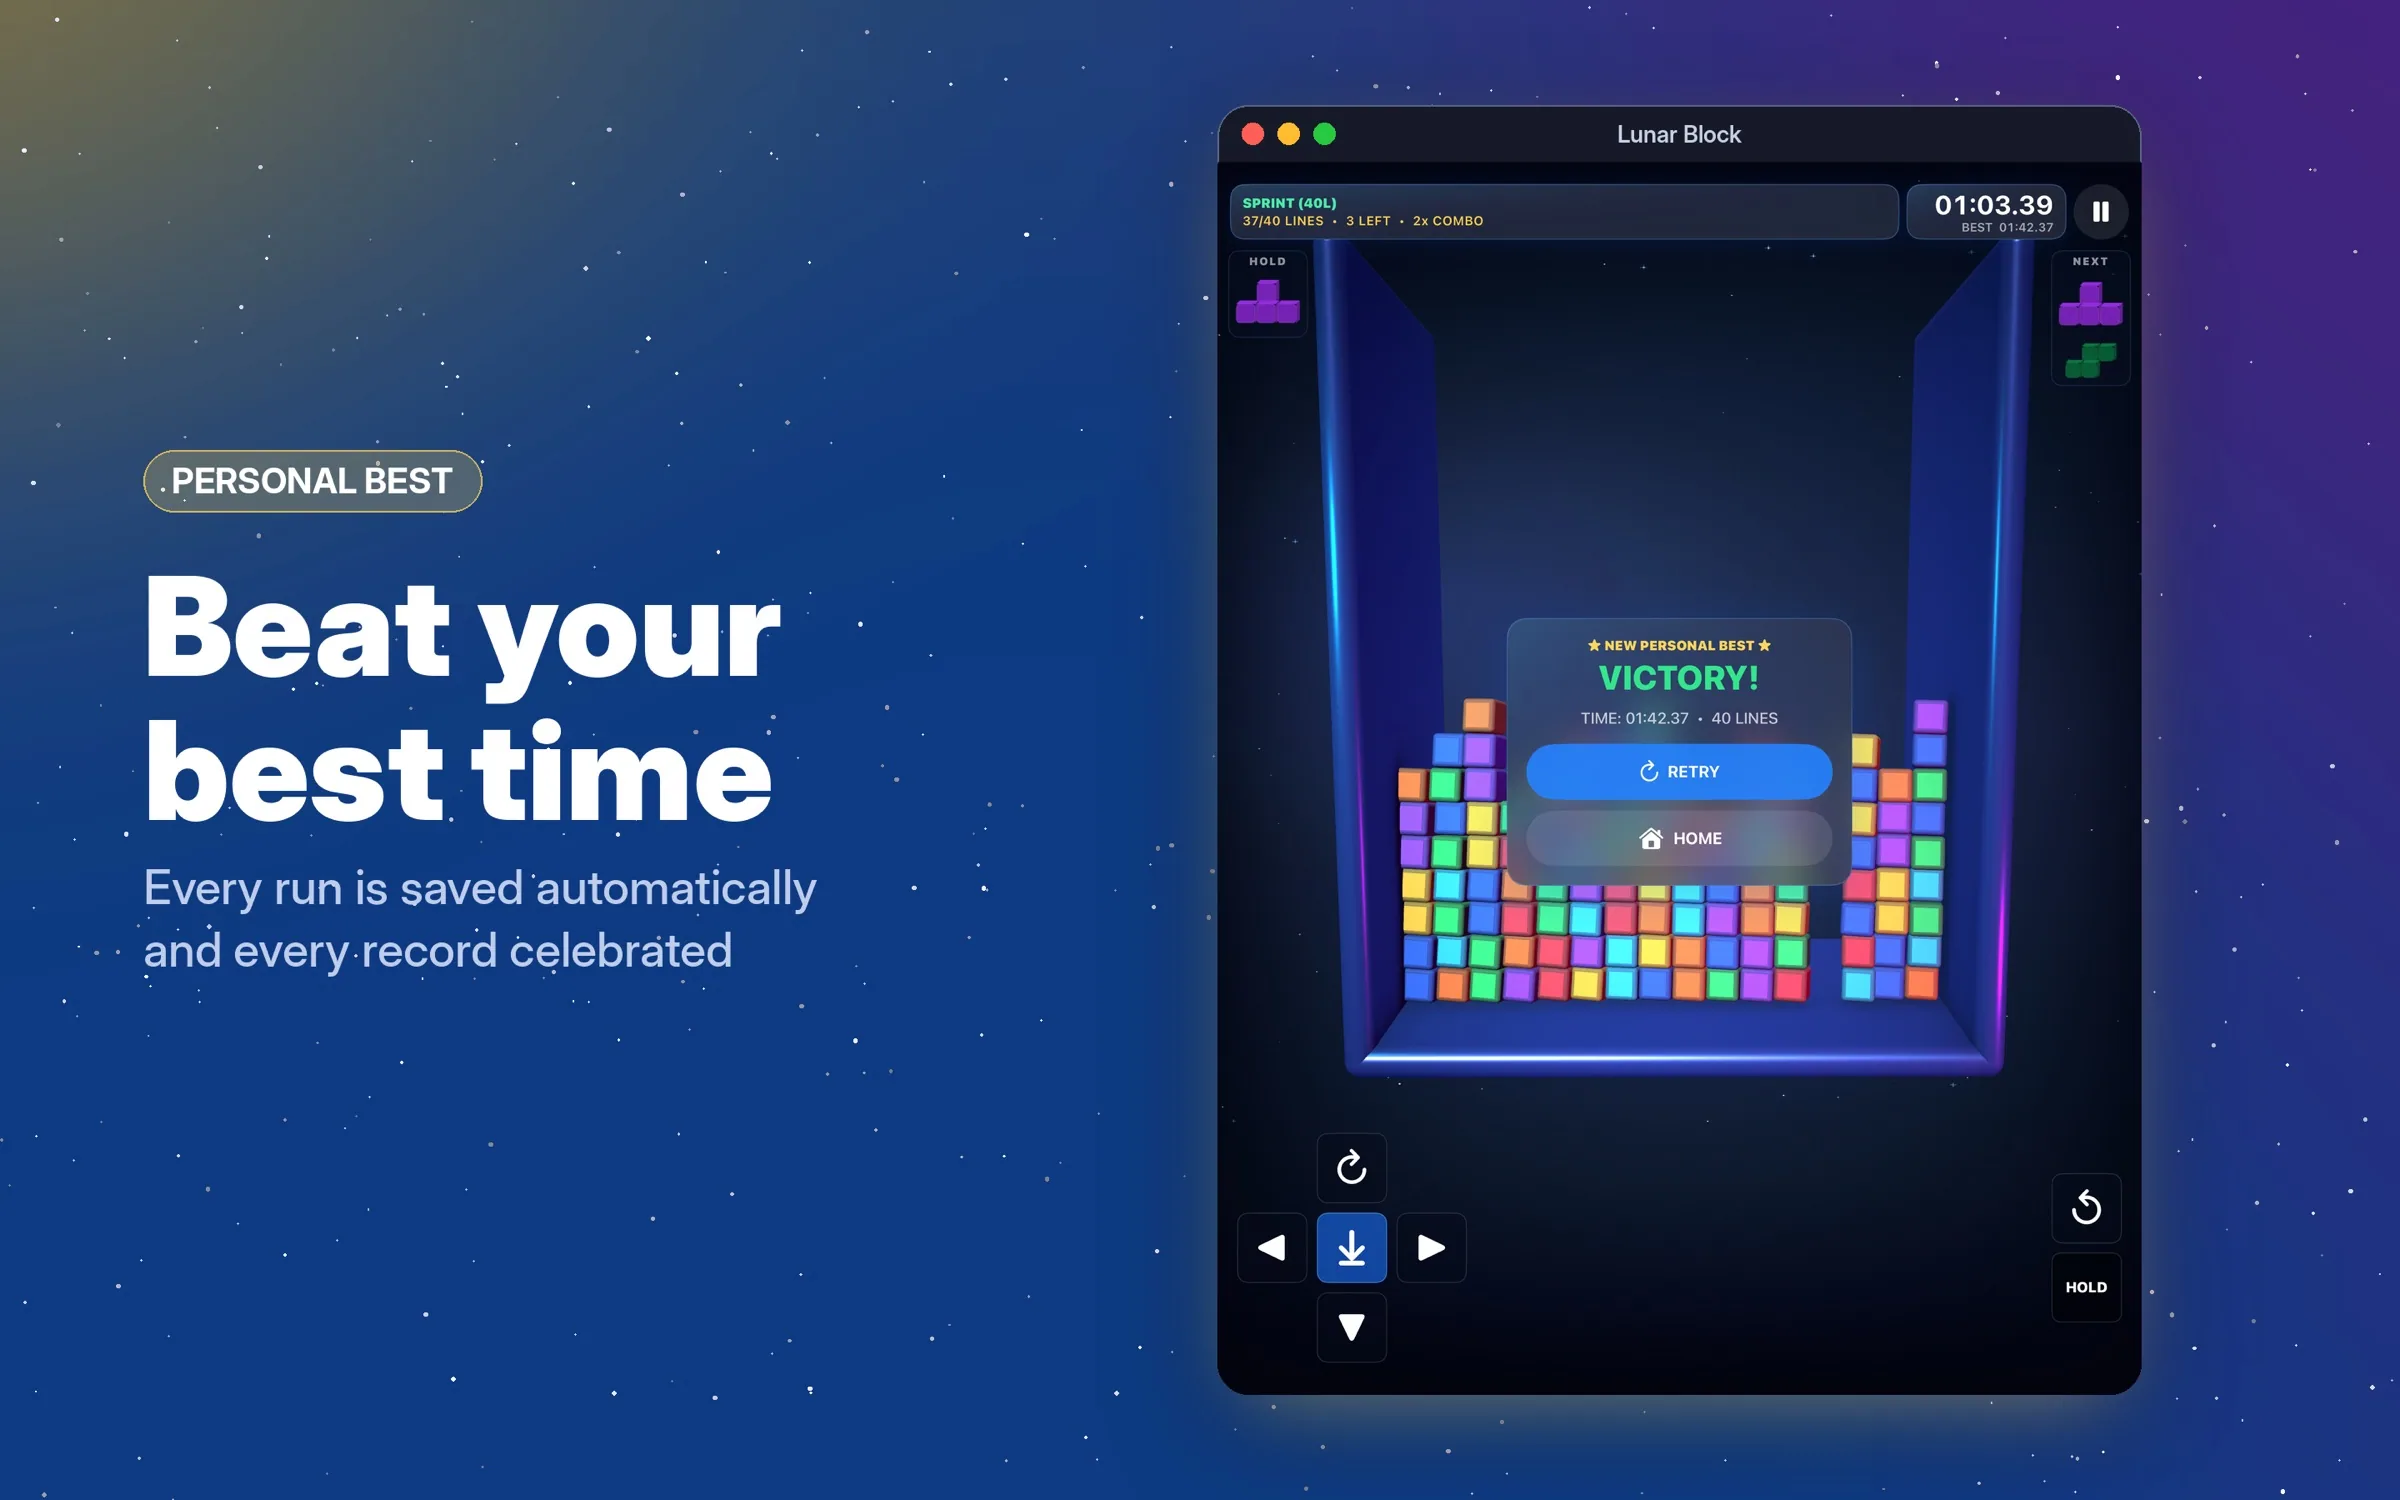 PERSONAL BEST
Beat your
best time
Every run is saved automatically
and every record celebrated
Lunar Block
SPRINT (40L)
37/40 LINES • 3 LEFT • 2x COMBO
01:03.39
BEST 01:42.37
HOLD
NEXT
★ NEW PERSONAL BEST ★
VICTORY!
TIME: 01:42.37 • 40 LINES
RETRY
HOME
HOLD